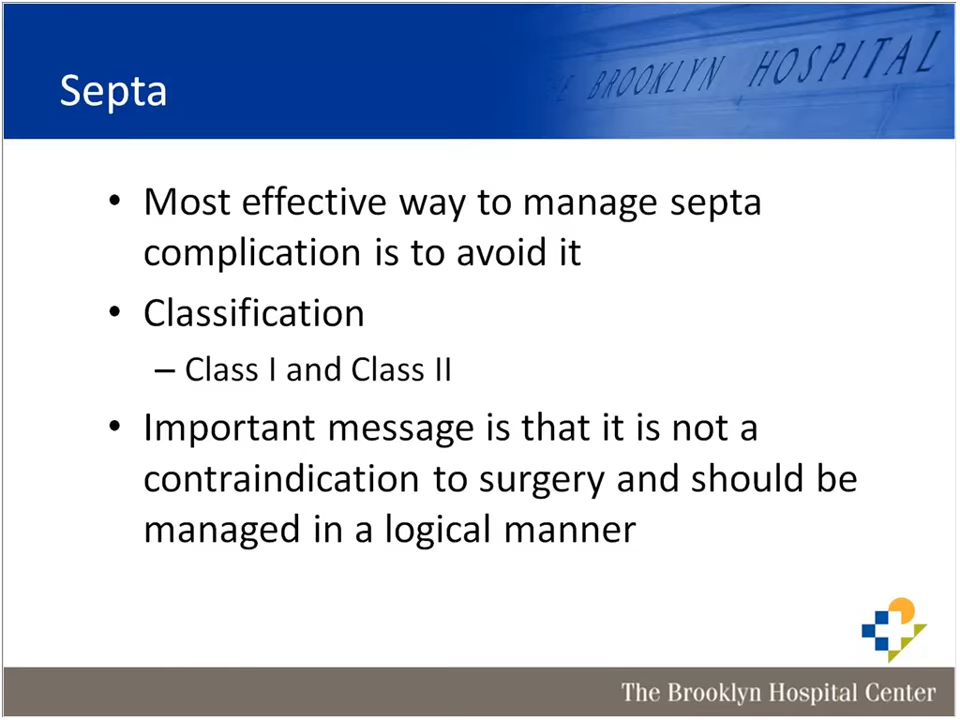 THE BROOKLYN HOSPITAL
Septa
• Most effective way to manage septa
complication is to avoid it
• Classification
– Class I and Class II
• Important message is that it is not a
contraindication to surgery and should be
managed in a logical manner
The Brooklyn Hospital Center